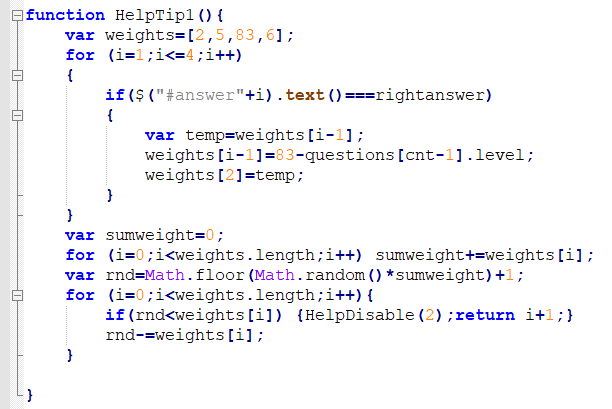 function HelpTip1(){
    var weights=[2,5,83,6];
    for (i=1;i<=4;i++)
    {
        if($("#answer"+i).text()===rightanswer)
        {
            var temp=weights[i-1];
            weights[i-1]=83-questions[cnt-1].level;
            weights[2]=temp;
        }
    }
    var sumweight=0;
    for (i=0;i<weights.length;i++) sumweight+=weights[i];
    var rnd=Math.floor(Math.random()*sumweight)+1;
    for (i=0;i<weights.length;i++){
        if(rnd<weights[i]) {HelpDisable(2);return i+1;}
        rnd-=weights[i];
    }
}